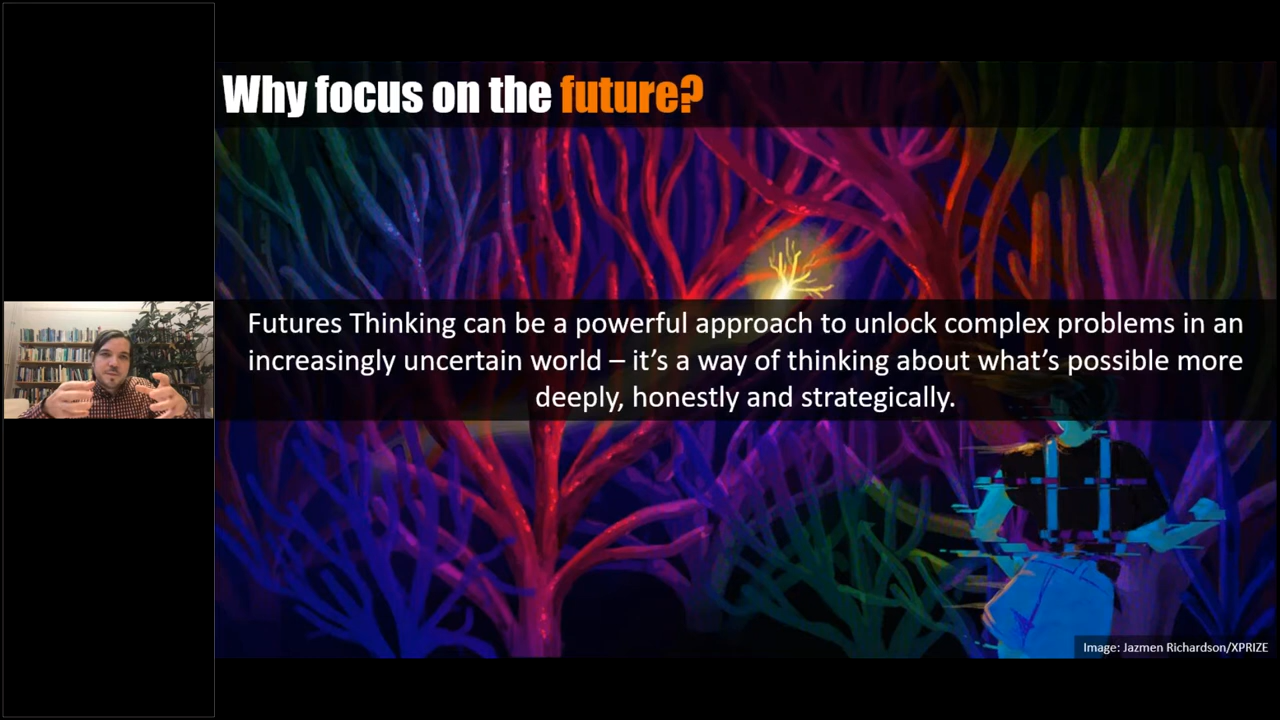 Why focus on the future?
Futures Thinking can be a powerful approach to unlock complex problems in an
increasingly uncertain world – it’s a way of thinking about what’s possible more
deeply, honestly and strategically.
Image: Jazmen Richardson/XPRIZE